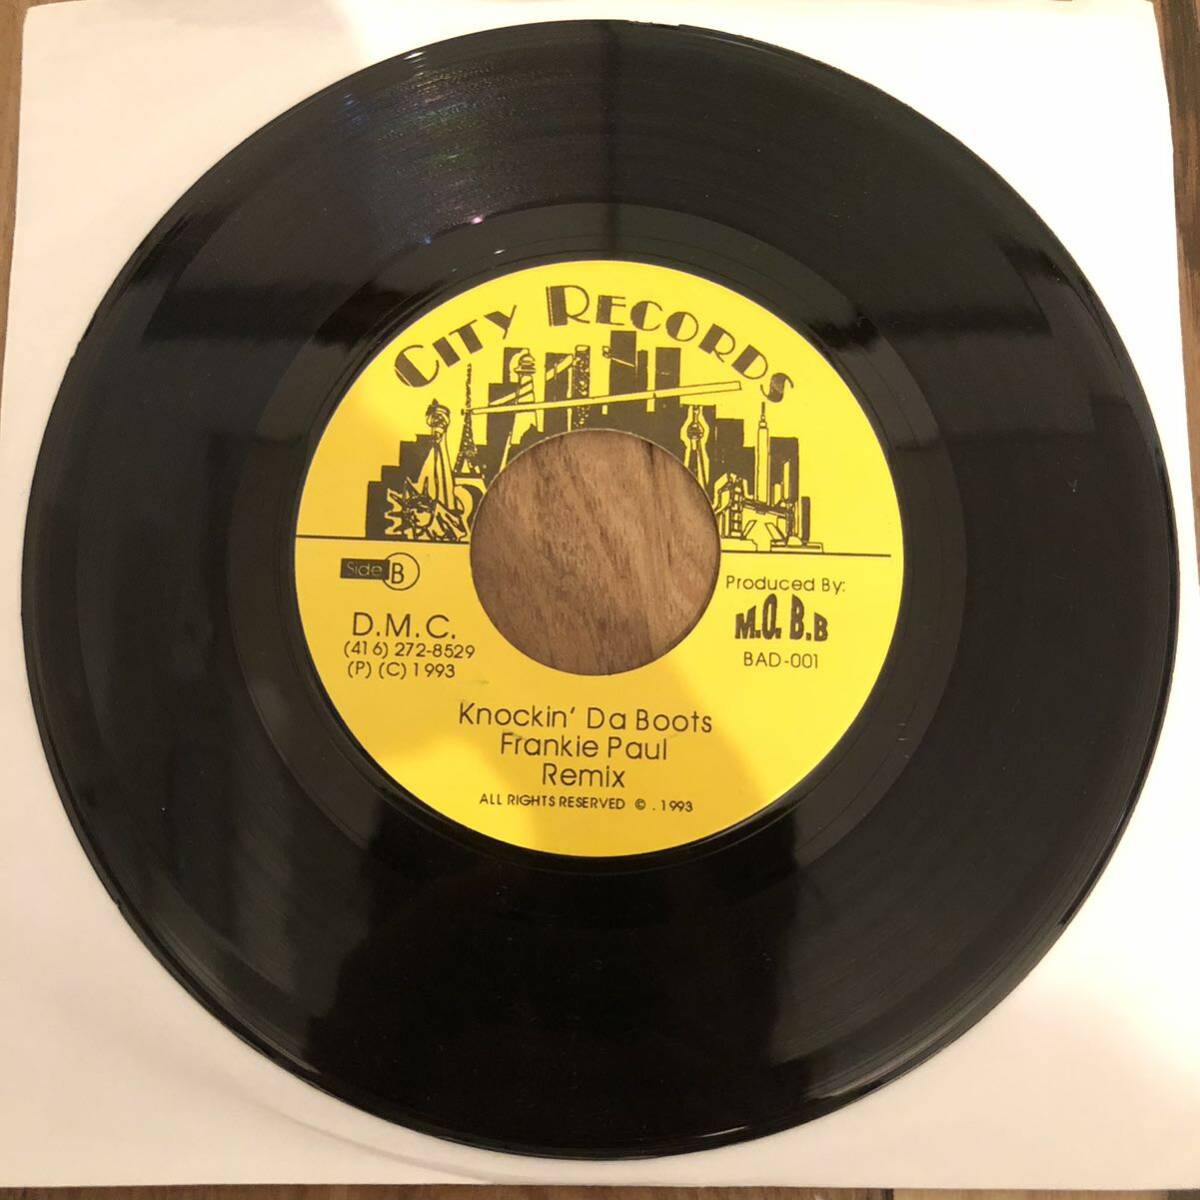 CITY RECORDS
Side B
D.M.C.
(416) 272-8529
(P) (C) 1993
Produced By:
M.O. B.B
BAD-001
Knockin' Da Boots
Frankie Paul
Remix
ALL RIGHTS RESERVED © . 1993